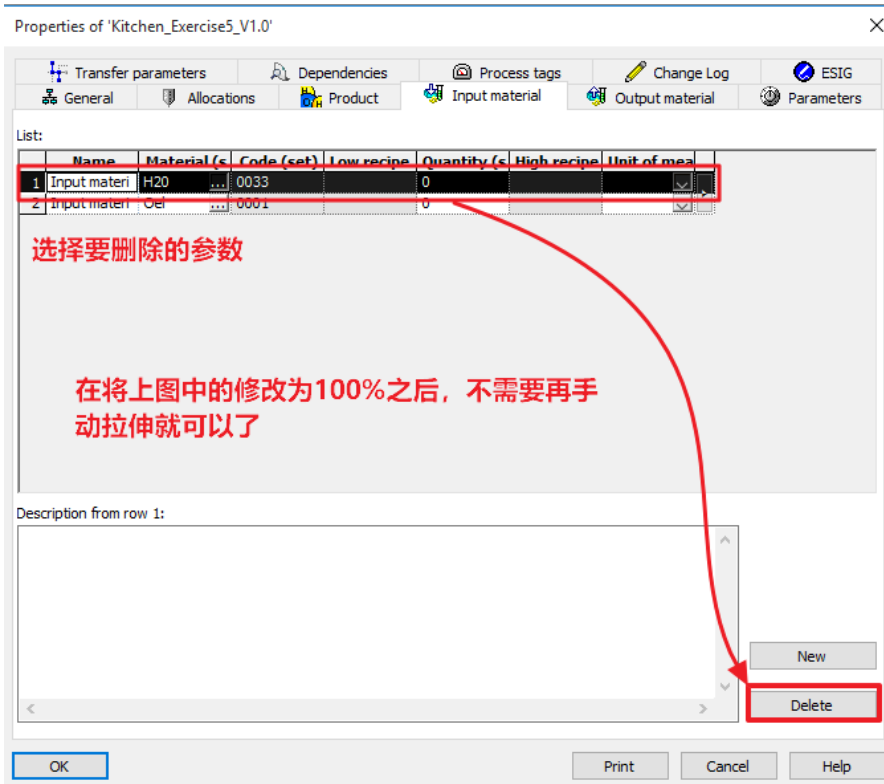 Properties of 'Kitchen_Exercise5_V1.0'
Transfer parameters Dependencies Process tags Change Log ESIG
General Allocations Product Input material Output material Parameters
List:
Name Material (s Code (set) Low recipe Quantity (s High recipe Unit of mea
1 Input materi H20 ... 0033 0
2 Input materi Oel ... 0001 0
选择要删除的参数
在将上图中的修改为100%之后，不需要再手
动拉伸就可以了
Description from row 1:
New
Delete
OK Print Cancel Help